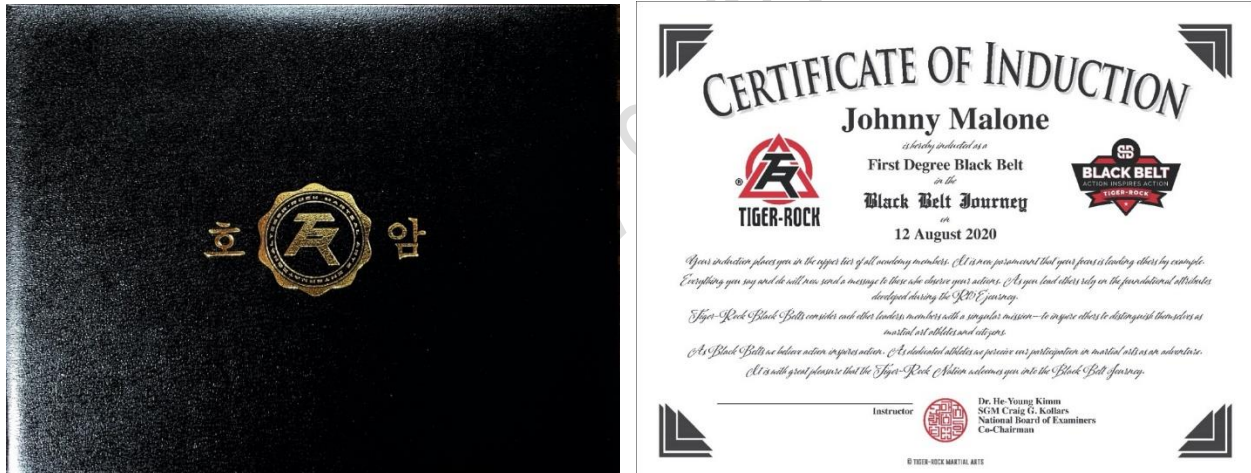 호 TR 암
CERTIFICATE OF INDUCTION
Johnny Malone
is hereby inducted as a
First Degree Black Belt
in the
Black Belt Journey
on
12 August 2020
TR
®
TIGER-ROCK
BLACK BELT
ACTION INSPIRES ACTION
TIGER-ROCK
Your induction places you in the upper tier of all academy members. It is now paramount that your focus is leading others by example.
Everything you say and do will now send a message to those who observe your actions. As you lead others rely on the foundational attributes
developed during the journey.
Tiger-Rock Black Belts consider each other leaders; members with a singular mission—to inspire others to distinguish themselves as
martial art athletes and citizens.
As Black Belts we believe action inspires action. As dedicated athletes we perceive our participation in martial arts as an adventure.
It is with great pleasure that the Tiger-Rock Nation welcomes you into the Black Belt Journey.
Instructor
Dr. He-Young Kimm
SGM Craig G. Kollars
National Board of Examiners
Co-Chairman
© TIGER-ROCK MARTIAL ARTS